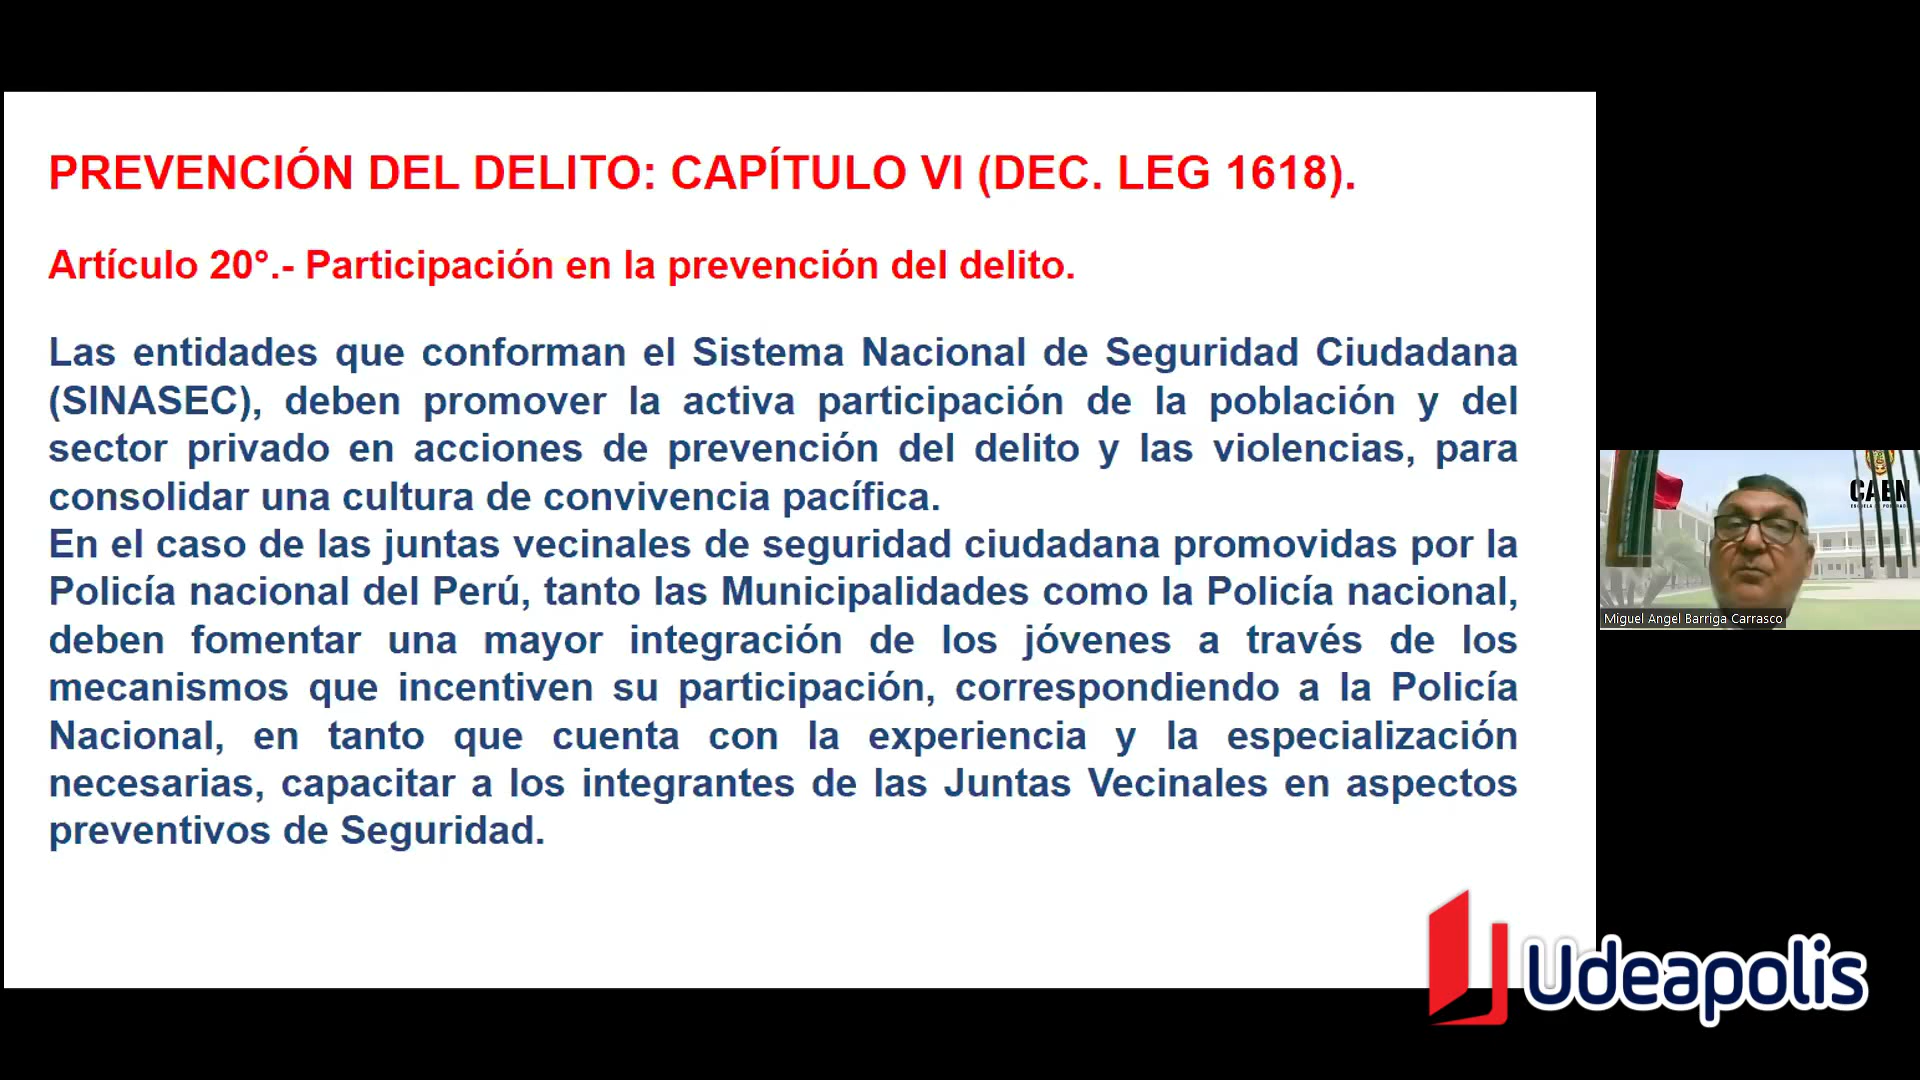 PREVENCIÓN DEL DELITO: CAPÍTULO VI (DEC. LEG 1618).
Artículo 20°.- Participación en la prevención del delito.
Las entidades que conforman el Sistema Nacional de Seguridad Ciudadana
(SINASEC), deben promover la activa participación de la población y del
sector privado en acciones de prevención del delito y las violencias, para
consolidar una cultura de convivencia pacífica.
En el caso de las juntas vecinales de seguridad ciudadana promovidas por la
Policía nacional del Perú, tanto las Municipalidades como la Policía nacional,
deben fomentar una mayor integración de los jóvenes a través de los
mecanismos que incentiven su participación, correspondiendo a la Policía
Nacional, en tanto que cuenta con la experiencia y la especialización
necesarias, capacitar a los integrantes de las Juntas Vecinales en aspectos
preventivos de Seguridad.
CAEN
Miguel Angel Barriga Carrasco
Udeapolis